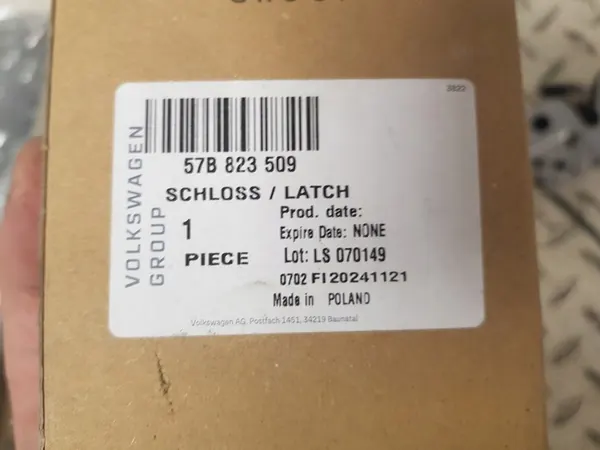 GROUP
3822
VOLKSWAGEN
GROUP
57B 823 509
SCHLOSS / LATCH
1
PIECE
Prod. date:
Expire Date: NONE
Lot: LS 070149
0702 FI20241121
Made in POLAND
Volkswagen AG, Postfach 1451, 34219 Baunatal